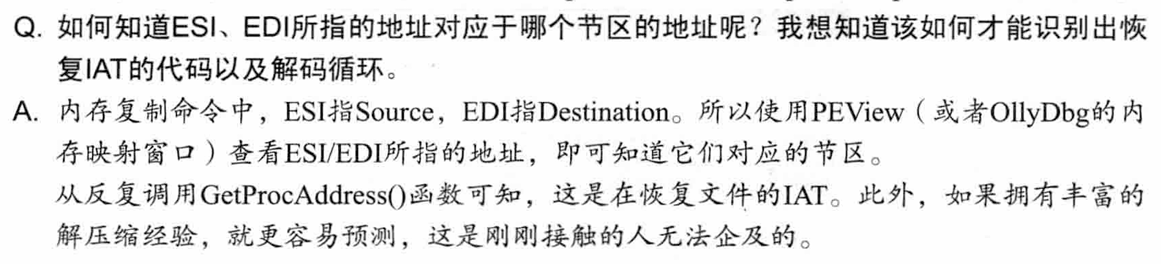 Q. 如何知道ESI、EDI所指的地址对应于哪个节区的地址呢？我想知道该如何才能识别出恢
复IAT的代码以及解码循环。
A. 内存复制命令中，ESI指Source，EDI指Destination。所以使用PEView（或者OllyDbg的内
存映射窗口）查看ESI/EDI所指的地址，即可知道它们对应的节区。
从反复调用GetProcAddress()函数可知，这是在恢复文件的IAT。此外，如果拥有丰富的
解压缩经验，就更容易预测，这是刚刚接触的人无法企及的。